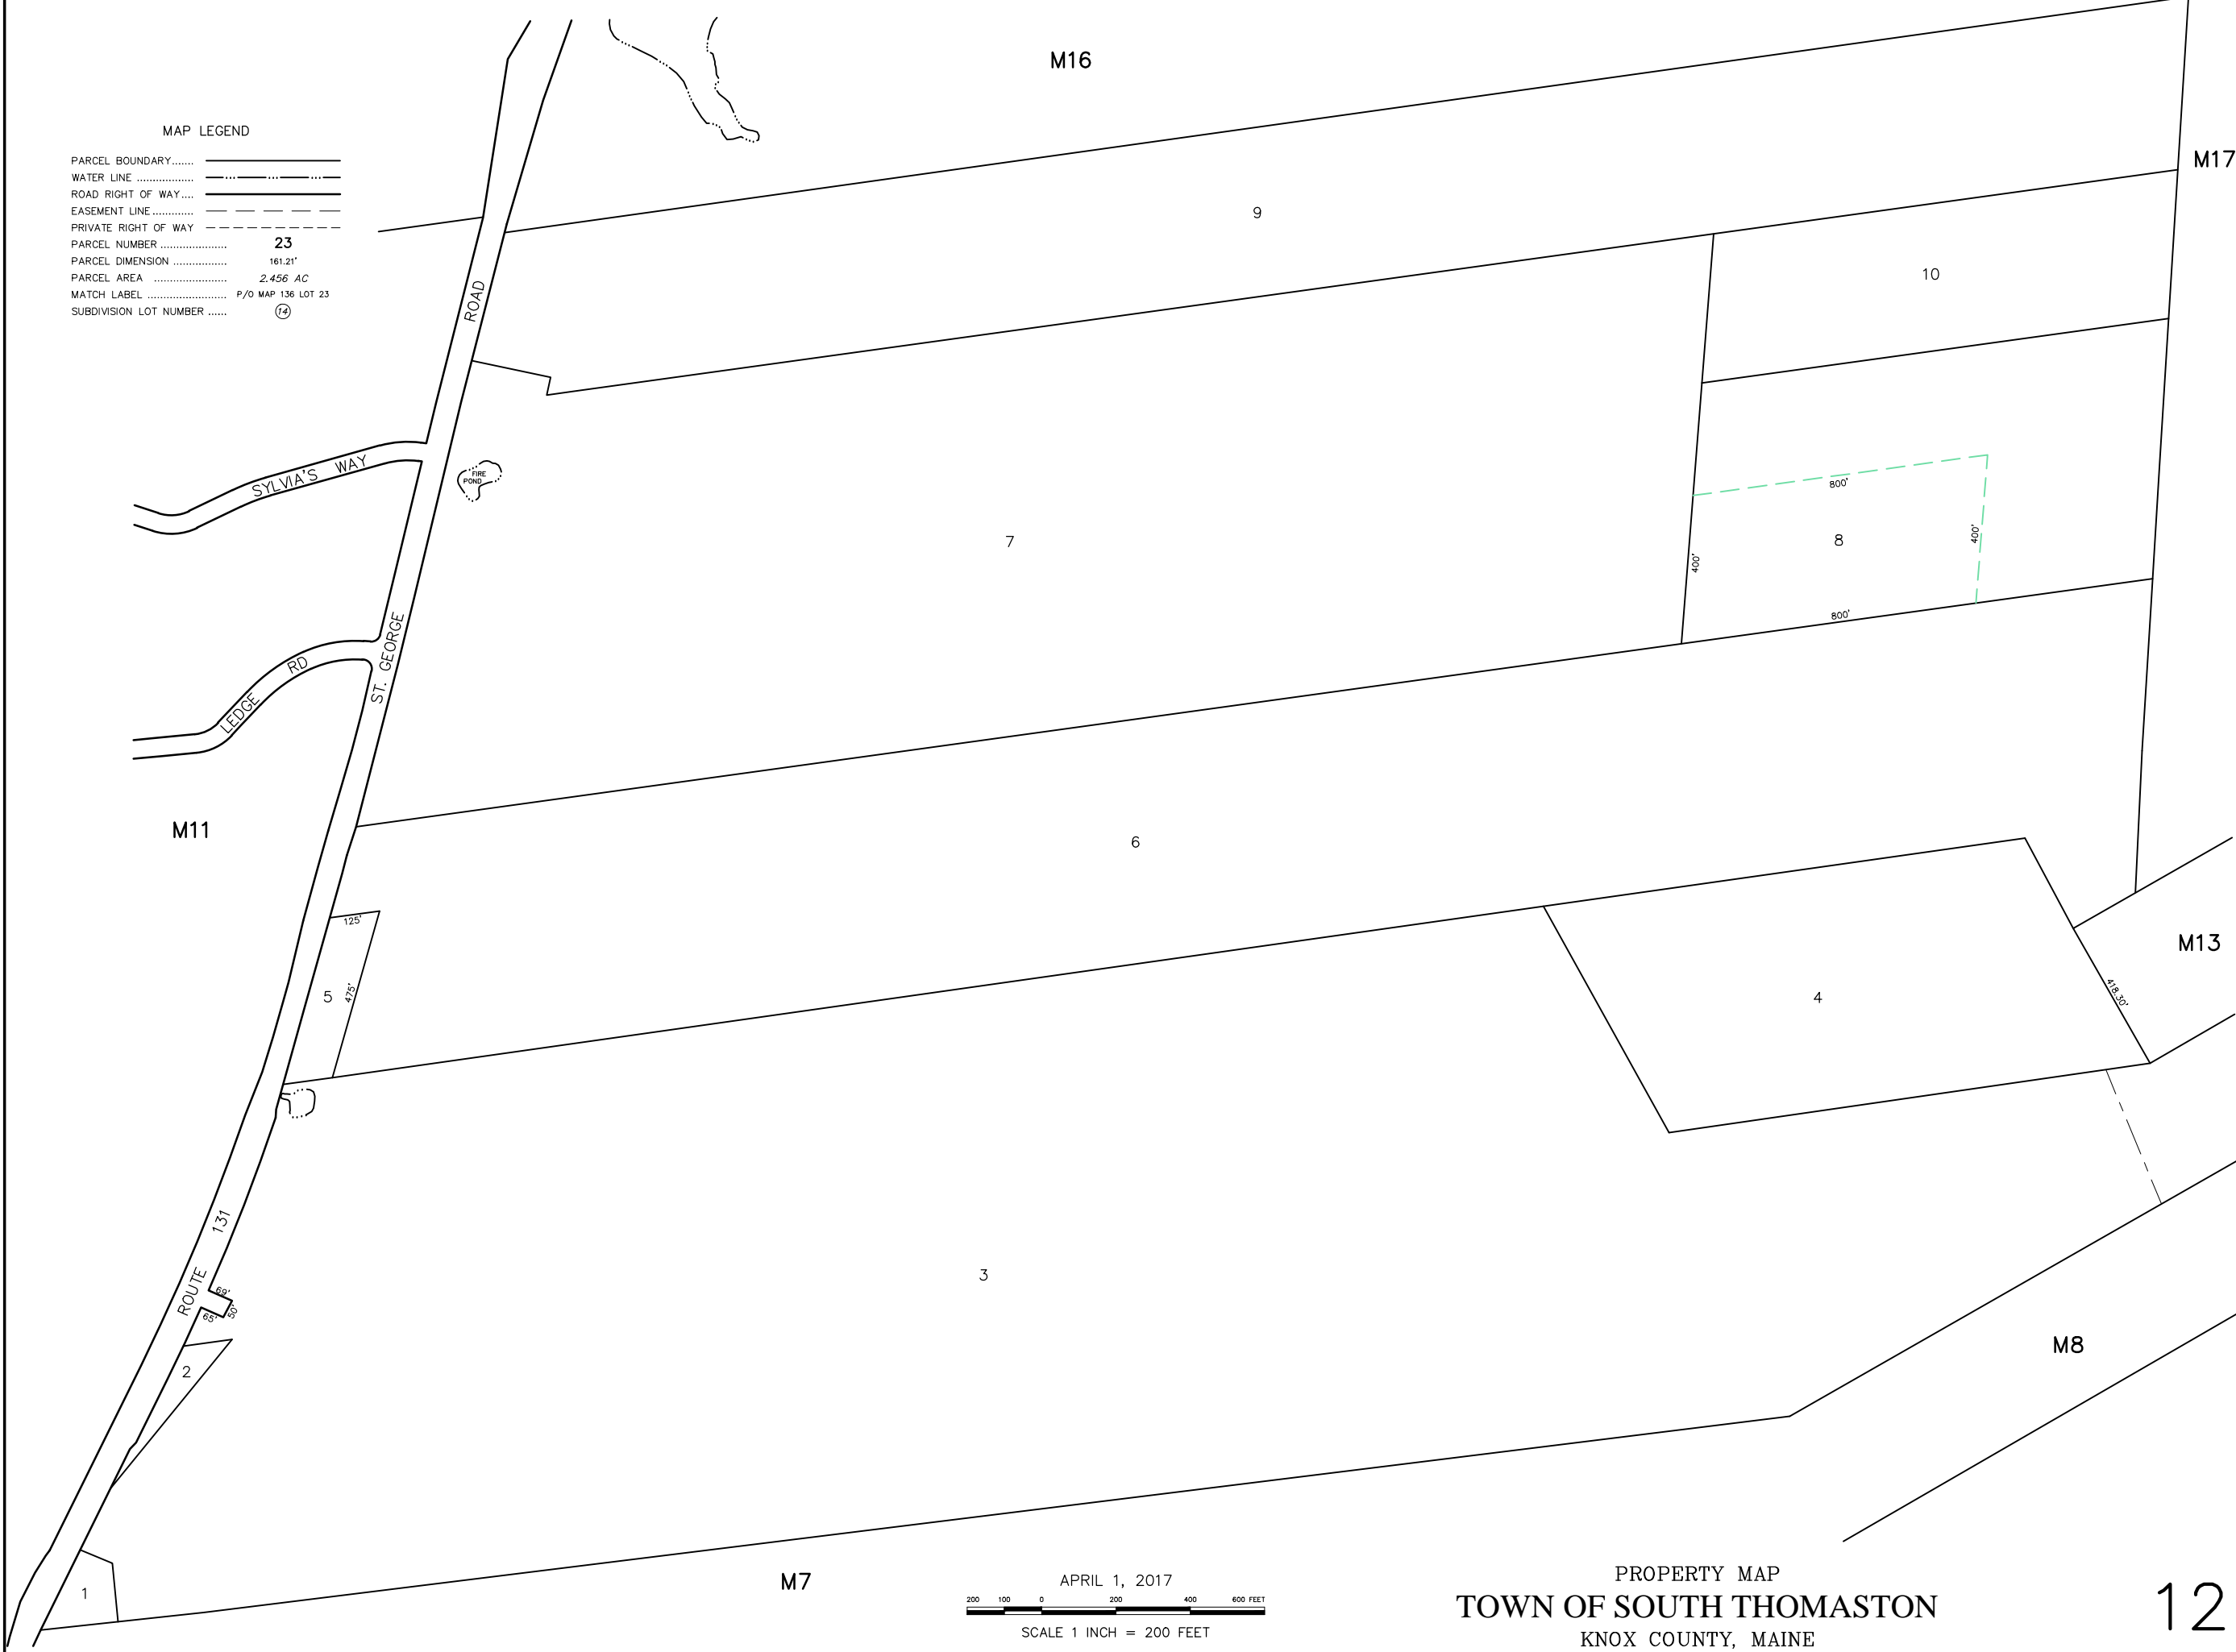 M16
MAP LEGEND
PARCEL BOUNDARY.......
WATER LINE ..................
ROAD RIGHT OF WAY....
EASEMENT LINE.............
PRIVATE RIGHT OF WAY
PARCEL NUMBER ..................... 23
PARCEL DIMENSION ................. 161.21'
PARCEL AREA ....................... 2.456 AC
MATCH LABEL ......................... P/O MAP 136 LOT 23
SUBDIVISION LOT NUMBER ...... 14
M17
9
10
ROAD
SYLVIA'S WAY
FIRE
POND
800'
7
8
400'
400'
800'
ST. GEORGE
LEDGE RD
M11
6
125'
5
475'
M13
4
418.30'
ROUTE 131
3
69'
50'
65'
2
M8
1
M7
APRIL 1, 2017
200 100 0 200 400 600 FEET
SCALE 1 INCH = 200 FEET
PROPERTY MAP
TOWN OF SOUTH THOMASTON
KNOX COUNTY, MAINE
12